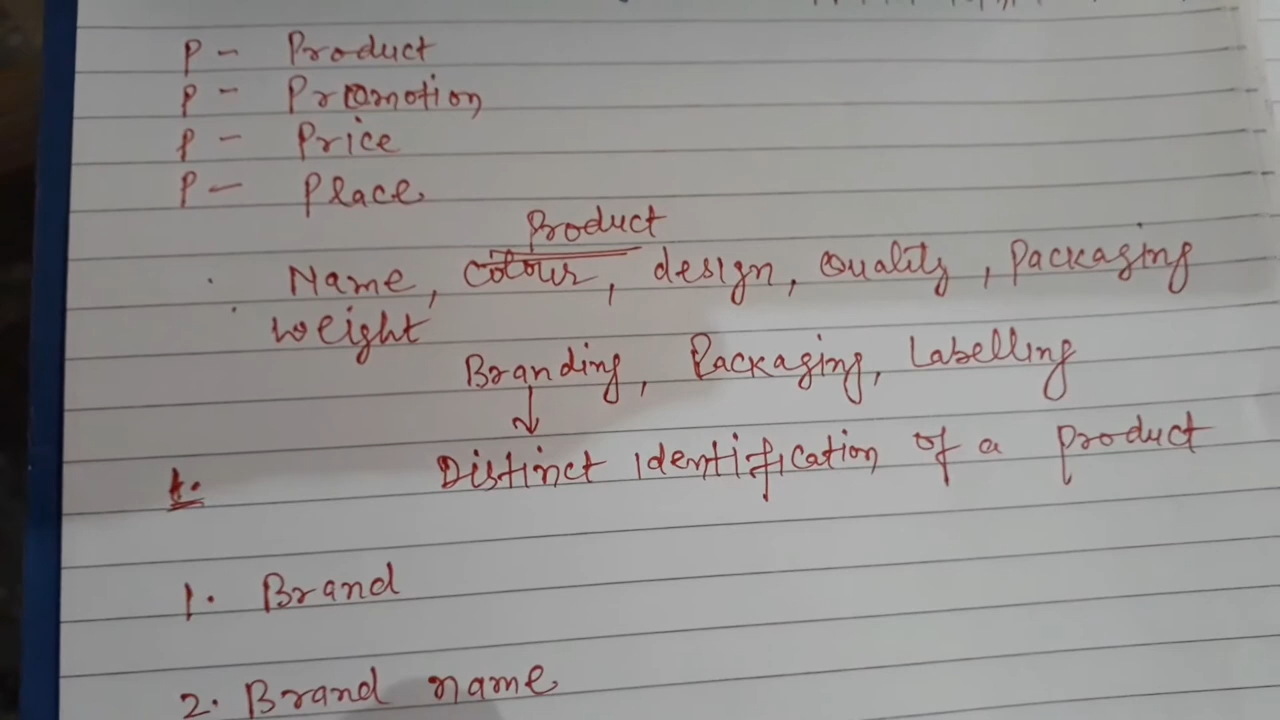 P - Product
P - Promotion
P - Price
P - Place
Product
Name, colour, design, Quality, Packaging
weight
Branding, Packaging, Labelling
↓
Distinct Identification of a product
1. Brand
2. Brand name